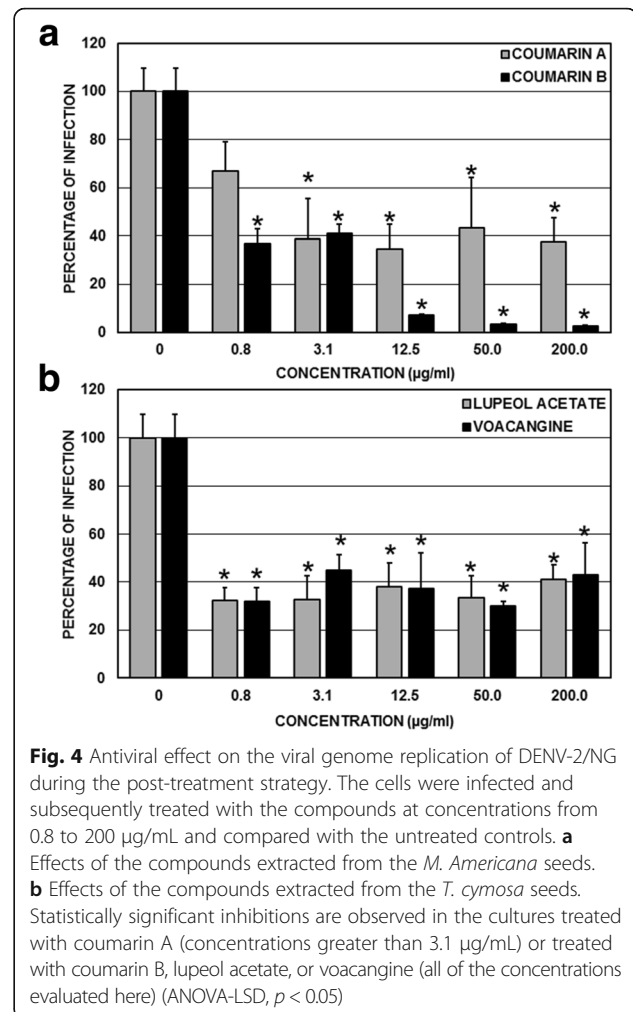 a
120
100
80
60
40
20
0
PERCENTAGE OF INFECTION
COUMARIN A
COUMARIN B
*
*
*
*
*
*
*
*
*
0 0.8 3.1 12.5 50.0 200.0
CONCENTRATION (µg/ml)
b
120
100
80
60
40
20
0
PERCENTAGE OF INFECTION
LUPEOL ACETATE
VOACANGINE
* * * * * * * * * *
0 0.8 3.1 12.5 50.0 200.0
CONCENTRATION (µg/ml)
Fig. 4 Antiviral effect on the viral genome replication of DENV-2/NG
during the post-treatment strategy. The cells were infected and
subsequently treated with the compounds at concentrations from
0.8 to 200 µg/mL and compared with the untreated controls. a
Effects of the compounds extracted from the M. Americana seeds.
b Effects of the compounds extracted from the T. cymosa seeds.
Statistically significant inhibitions are observed in the cultures treated
with coumarin A (concentrations greater than 3.1 µg/mL) or treated
with coumarin B, lupeol acetate, or voacangine (all of the concentrations
evaluated here) (ANOVA-LSD, p < 0.05)